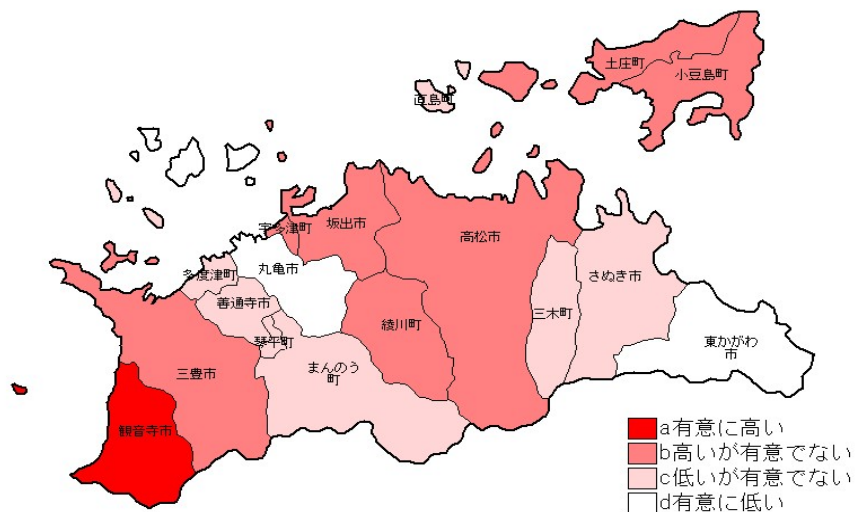 土庄町
小豆島町
直島町
宇多津町
坂出市
高松市
多度津町
丸亀市
さぬき市
善通寺市
綾川町
三木町
琴平町
東かがわ
市
三豊市
まんのう
町
観音寺市
a有意に高い
b高いが有意でない
c低いが有意でない
d有意に低い